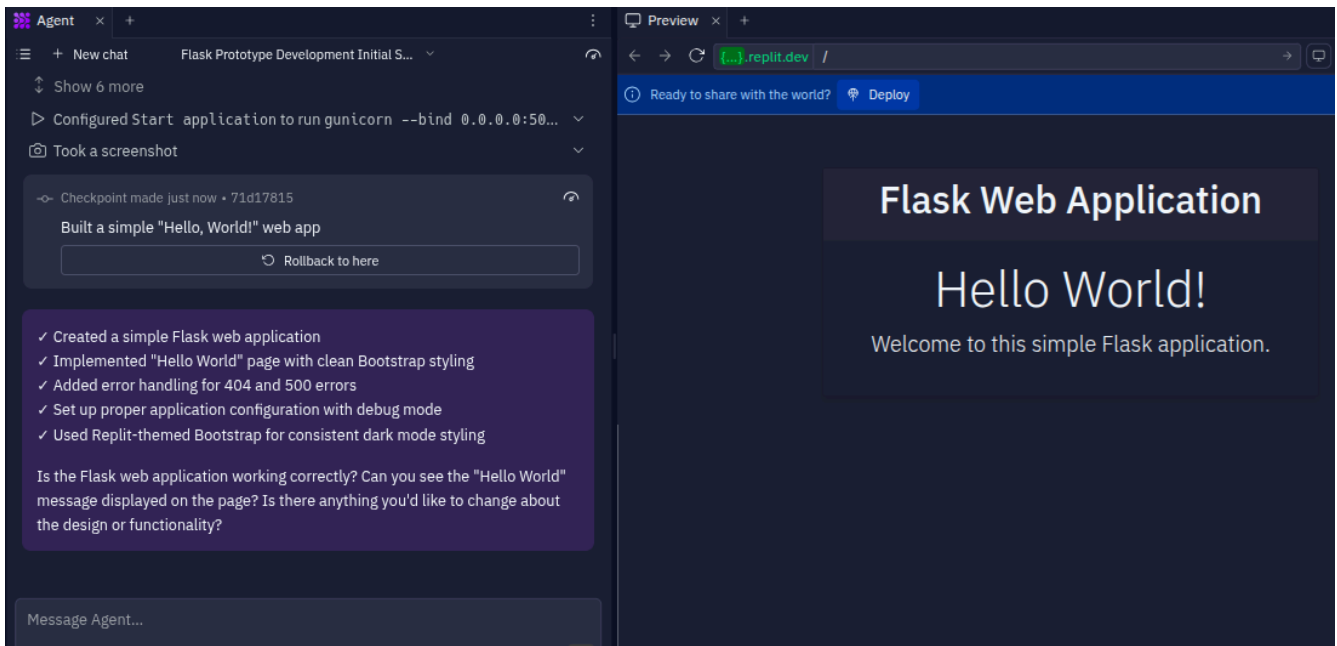 Agent
New chat
Flask Prototype Development Initial S...
Show 6 more
Configured Start application to run gunicorn --bind 0.0.0.0:50...
Took a screenshot
Checkpoint made just now • 71d17815
Built a simple "Hello, World!" web app
Rollback to here
✓ Created a simple Flask web application
✓ Implemented "Hello World" page with clean Bootstrap styling
✓ Added error handling for 404 and 500 errors
✓ Set up proper application configuration with debug mode
✓ Used Replit-themed Bootstrap for consistent dark mode styling
Is the Flask web application working correctly? Can you see the "Hello World"
message displayed on the page? Is there anything you'd like to change about
the design or functionality?
Message Agent...
Preview
{...}.replit.dev /
Ready to share with the world? Deploy
Flask Web Application
Hello World!
Welcome to this simple Flask application.